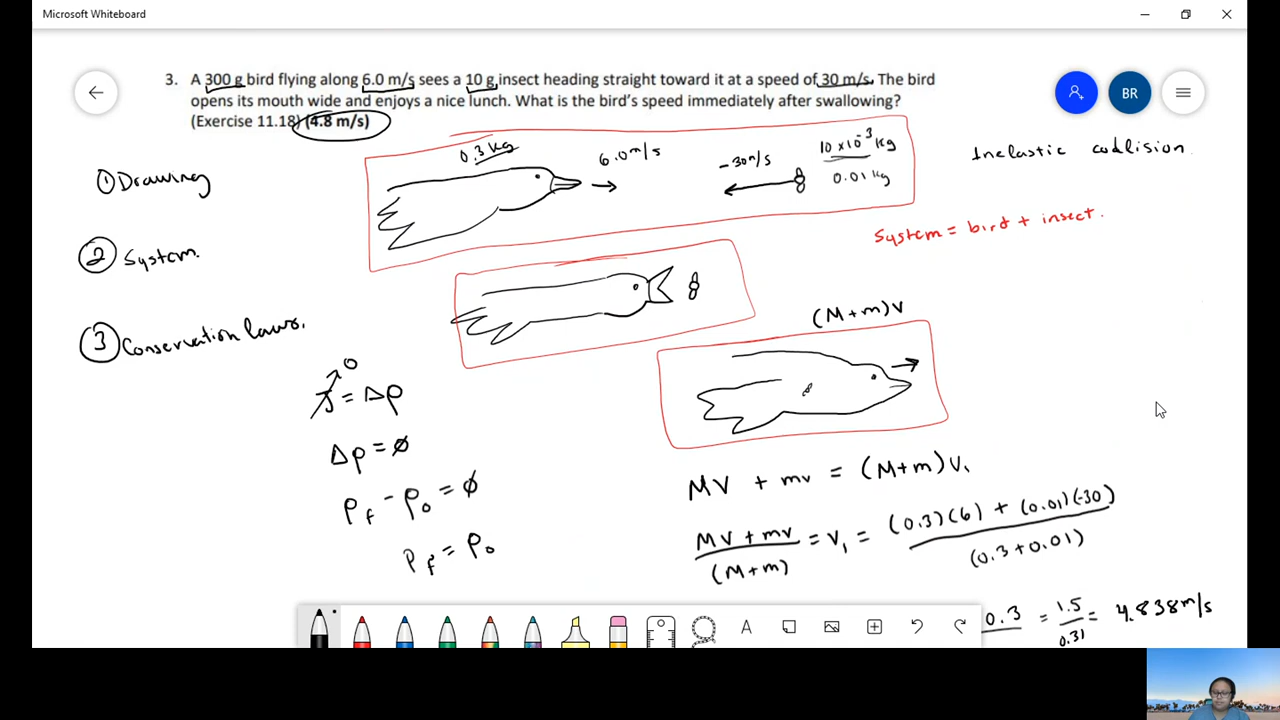 Microsoft Whiteboard
3. A 300 g bird flying along 6.0 m/s sees a 10 g insect heading straight toward it at a speed of 30 m/s. The bird
opens its mouth wide and enjoys a nice lunch. What is the bird's speed immediately after swallowing?
(Exercise 11.18) (4.8 m/s)
BR
① Drawing
0.3 kg
6.0 m/s
-30 m/s
10 x10⁻³ kg
0.01 kg
Inelastic collision.
② System.
System = bird + insect.
③ Conservation laws.
(M+m)V
J = Δp
0
Δp = ∅
Pf - P₀ = ∅
Pf = P₀
MV + mv = (M+m)V₁
MV + mv / (M+m) = V₁ = (0.3)(6) + (0.01)(-30) / (0.3+0.01)
0.3 = 1.5 / 0.31 = 4.838 m/s
A